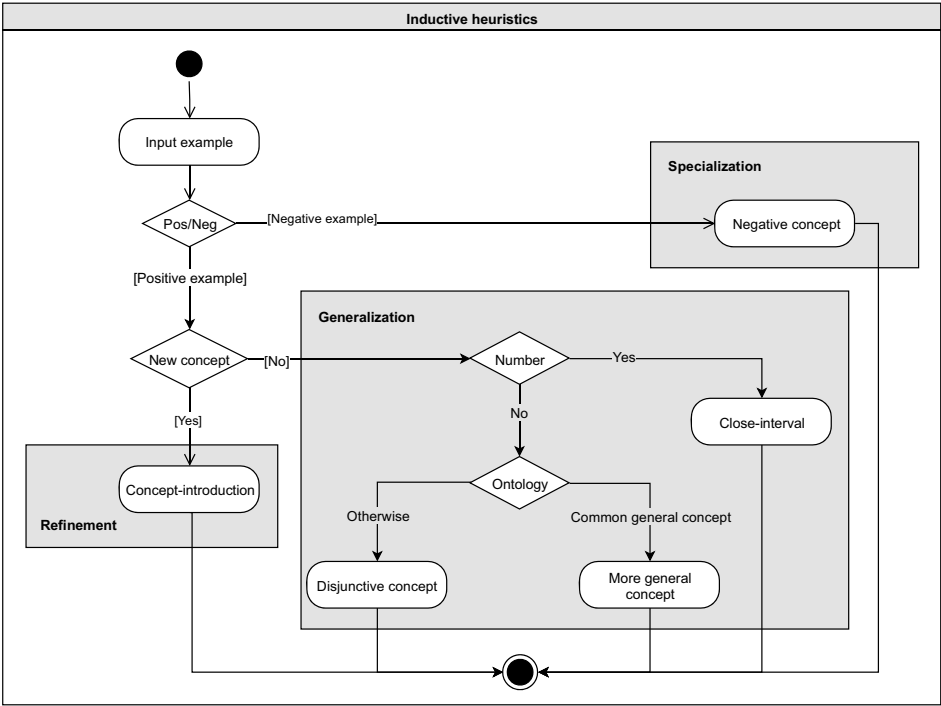 Inductive heuristics
Input example
Specialization
Pos/Neg
[Negative example]
Negative concept
[Positive example]
Generalization
New concept
[No]
Number
Yes
No
[Yes]
Close-interval
Concept-introduction
Ontology
Refinement
Otherwise
Common general concept
Disjunctive concept
More general
concept